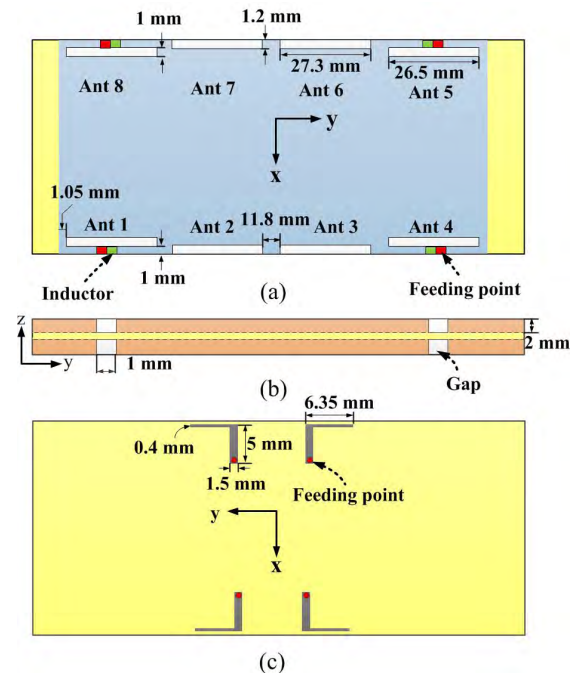 1 mm
1.2 mm
27.3 mm
26.5 mm
Ant 8
Ant 7
Ant 6
Ant 5
y
x
1.05 mm
11.8 mm
Ant 1
Ant 2
Ant 3
Ant 4
1 mm
Inductor
(a)
Feeding point
z
y
1 mm
2 mm
(b)
Gap
6.35 mm
0.4 mm
5 mm
1.5 mm
Feeding point
y
x
(c)